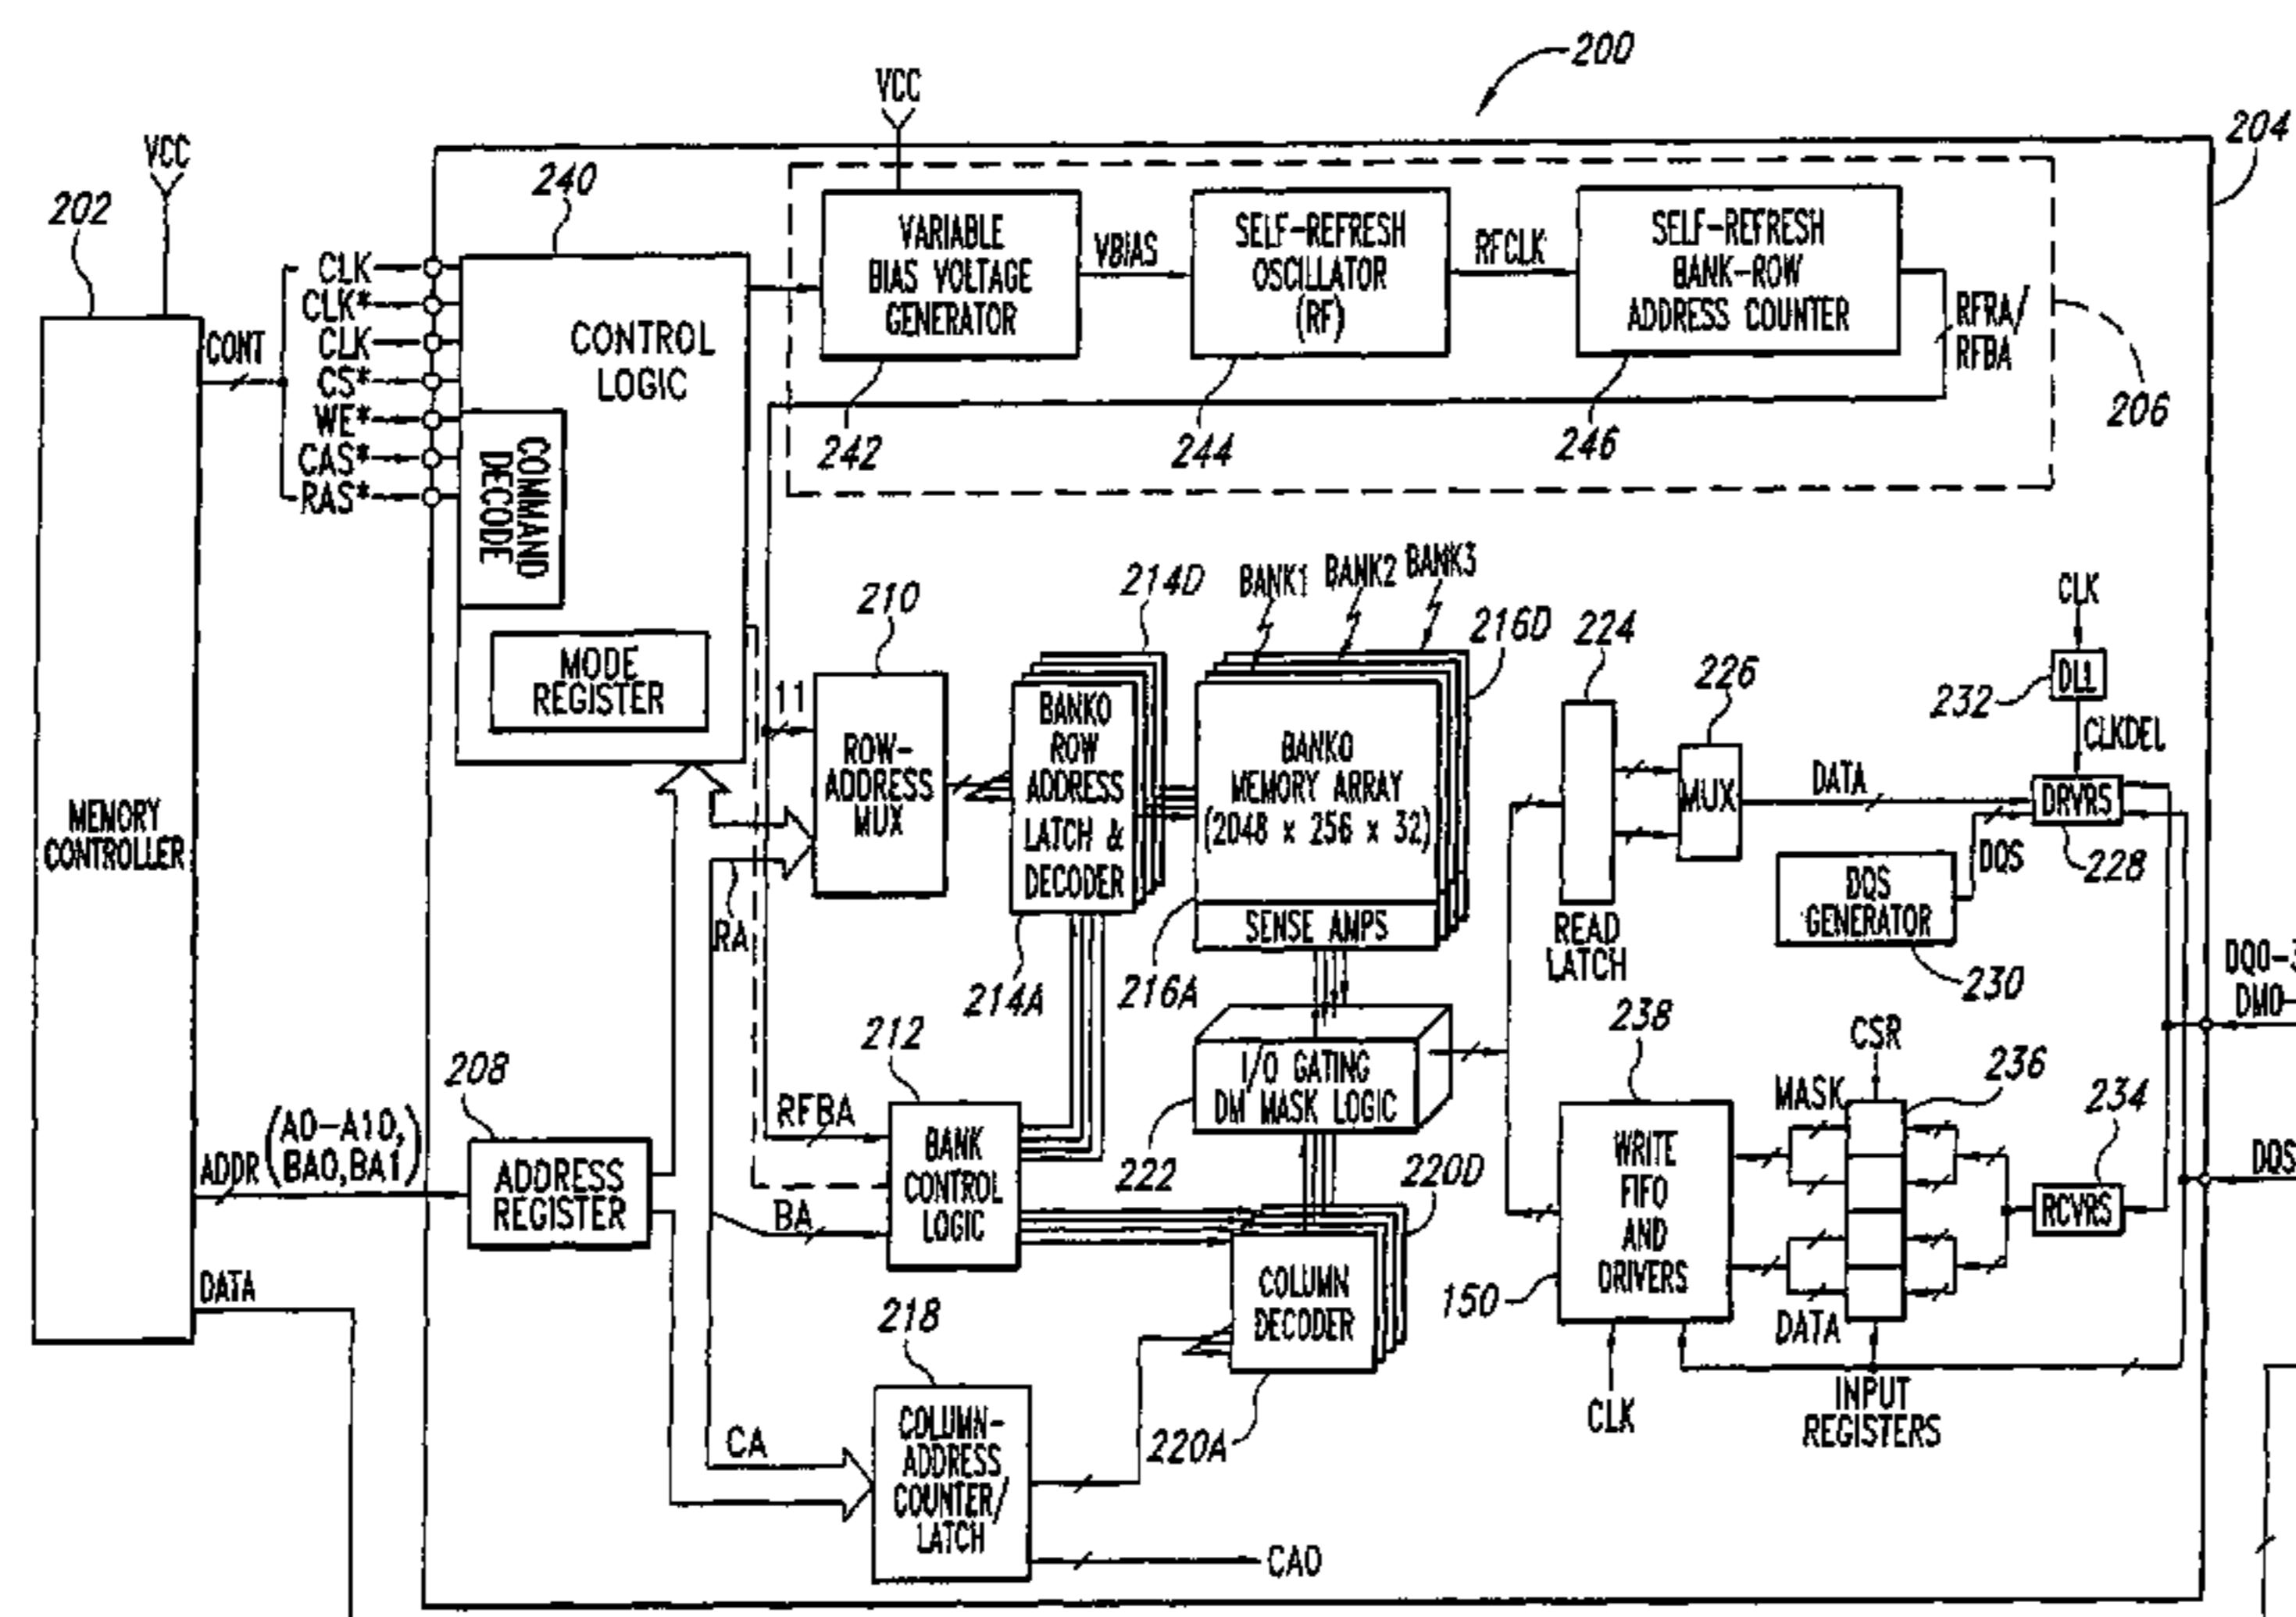 200
204
VCC
VCC
202
240
VARIABLE
BIAS VOLTAGE
GENERATOR
VBIAS
SELF-REFRESH
OSCILLATOR
(RF)
RFCLK
SELF-REFRESH
BANK-ROW
ADDRESS COUNTER
RFRA/
RFBA
206
242
244
246
CONT
CLK
CLK*
CLK
CS*
WE*
CAS*
RAS*
CONTROL
LOGIC
COMMAND
DECODE
MODE
REGISTER
MEMORY
CONTROLLER
210
11
ROW-
ADDRESS
MUX
RA
214D
BANK0
ROW
ADDRESS
LATCH &
DECODER
214A
BANK1
BANK2
BANK3
216D
BANK0
MEMORY ARRAY
(2048 x 256 x 32)
SENSE AMPS
216A
224
READ
LATCH
226
MUX
DATA
CLK
DLL
232
CLKDEL
DRVRS
228
DQS
DQS
GENERATOR
230
DQ0-3
DM0-
DQS
208
ADDR
(A0-A10,
BA0,BA1)
ADDRESS
REGISTER
DATA
212
RFBA
BA
BANK
CONTROL
LOGIC
I/O GATING
DM MASK LOGIC
222
220D
COLUMN
DECODER
220A
238
WRITE
FIFO
AND
DRIVERS
150
CLK
CSR
MASK
236
DATA
INPUT
REGISTERS
234
RCVRS
218
CA
COLUMN-
ADDRESS
COUNTER/
LATCH
CA0